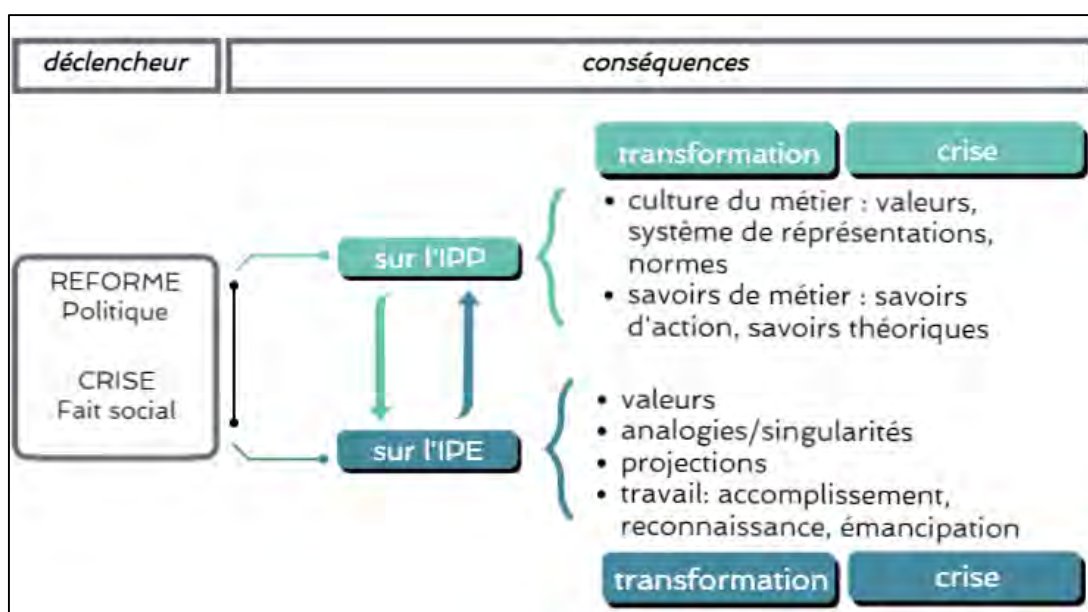 déclencheur
conséquences
transformation
crise
• culture du métier : valeurs,
système de réprésentations,
normes
• savoirs de métier : savoirs
d'action, savoirs théoriques
sur l'IPP
REFORME
Politique
CRISE
Fait social
sur l'IPE
• valeurs
• analogies/singularités
• projections
• travail: accomplissement,
reconnaissance, émancipation
transformation
crise